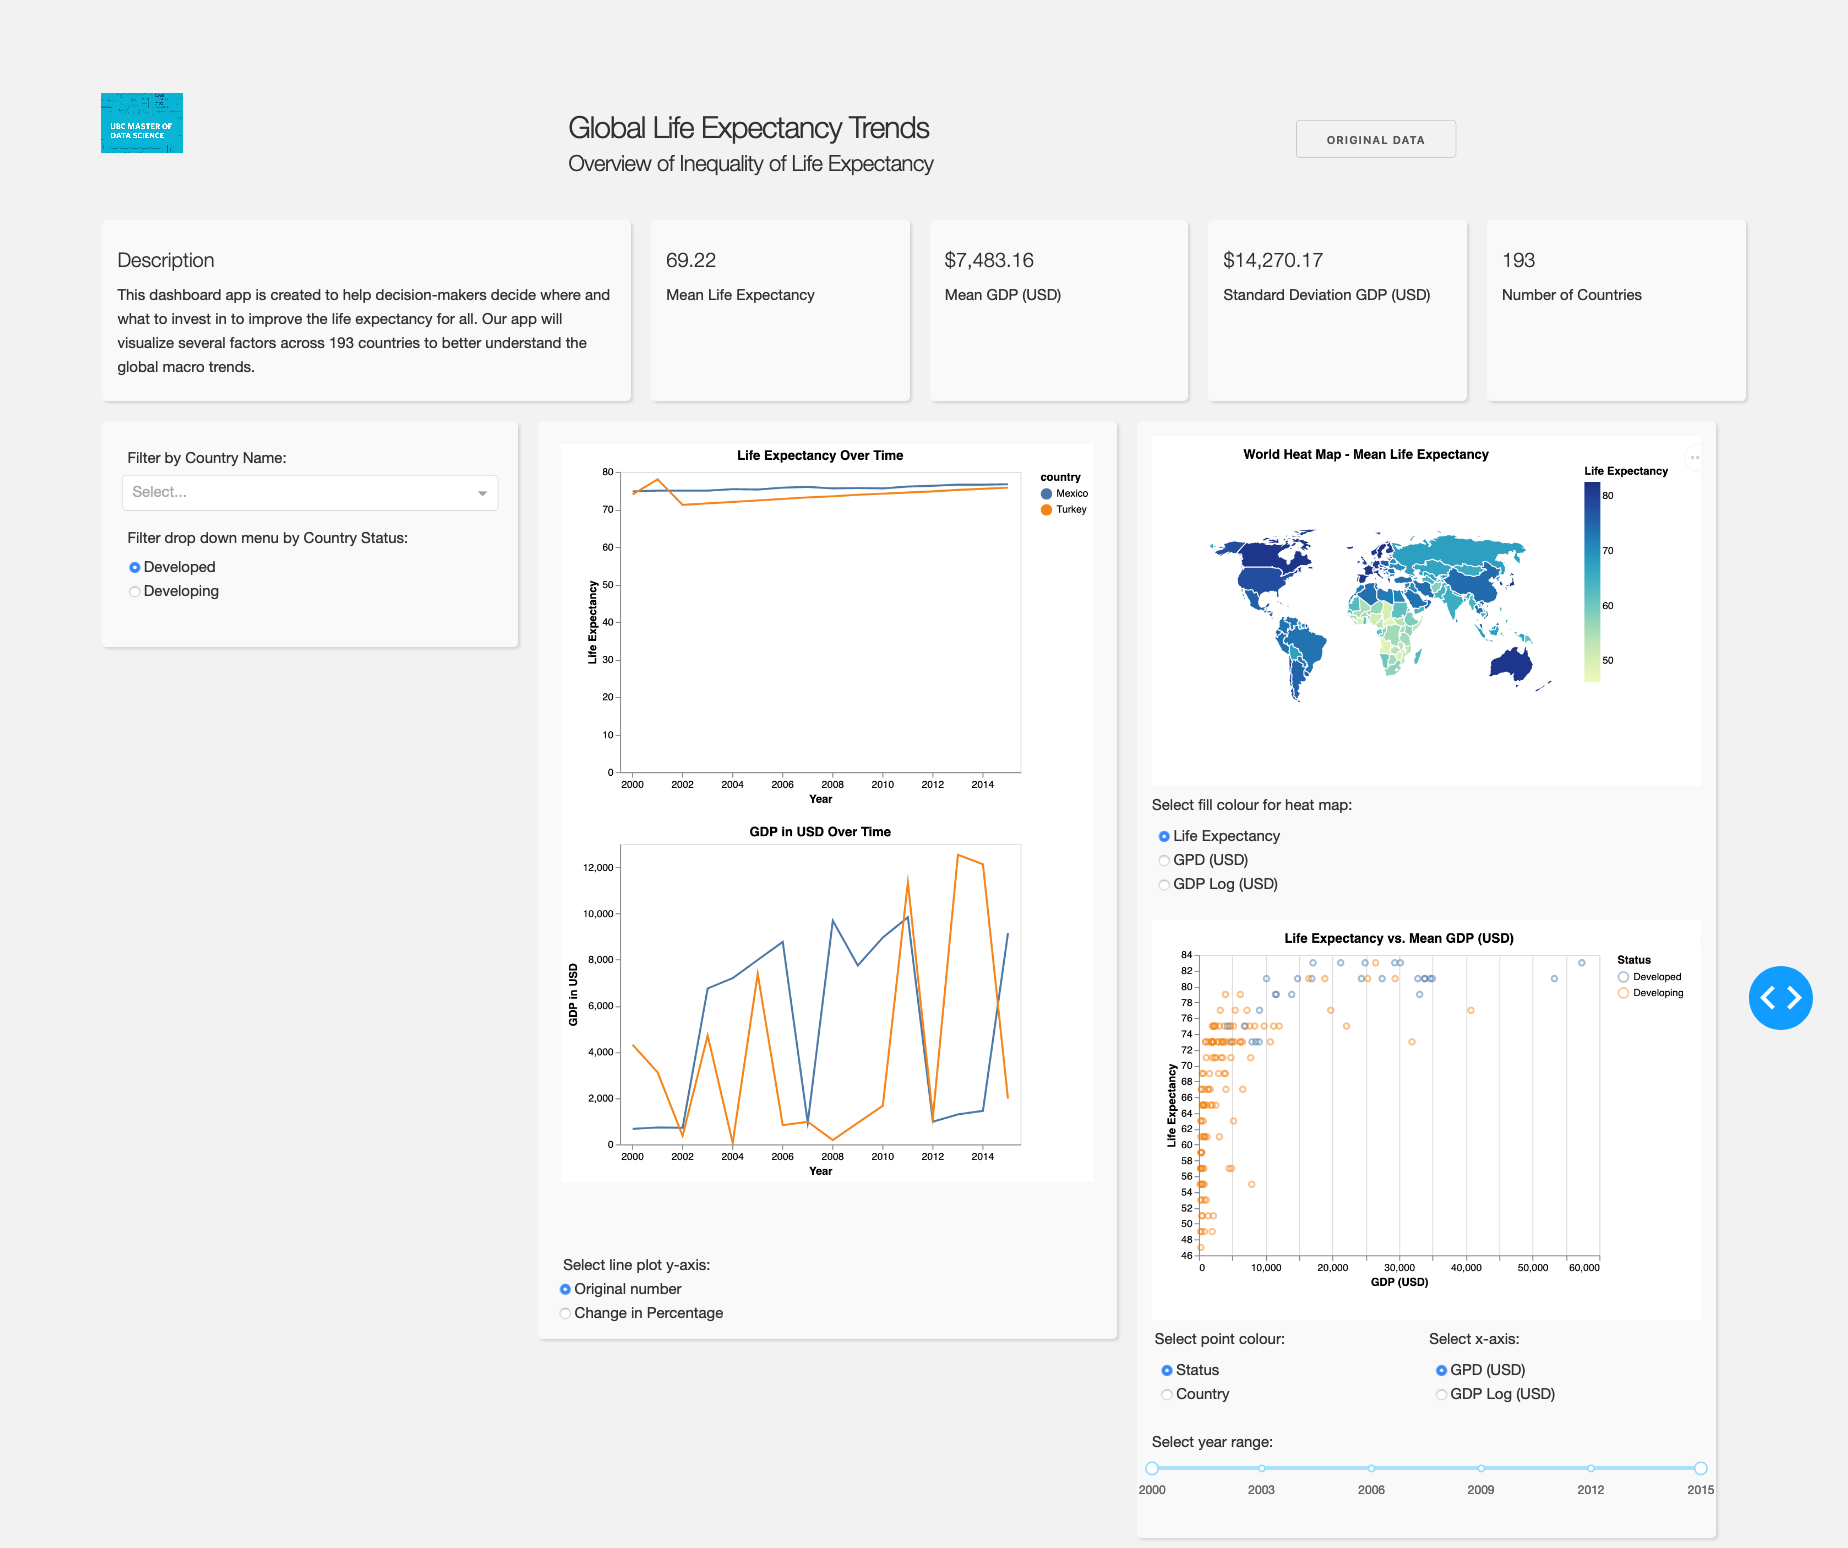 UBC MASTER OF
DATA SCIENCE
Global Life Expectancy Trends
Overview of Inequality of Life Expectancy
ORIGINAL DATA
Description
This dashboard app is created to help decision-makers decide where and
what to invest in to improve the life expectancy for all. Our app will
visualize several factors across 193 countries to better understand the
global macro trends.
69.22
Mean Life Expectancy
$7,483.16
Mean GDP (USD)
$14,270.17
Standard Deviation GDP (USD)
193
Number of Countries
Filter by Country Name:
Select...
Filter drop down menu by Country Status:
Developed
Developing
Life Expectancy Over Time
80
70
60
50
40
30
20
10
0
Life Expectancy
2000 2002 2004 2006 2008 2010 2012 2014
Year
country
Mexico
Turkey
GDP in USD Over Time
12,000
10,000
8,000
6,000
4,000
2,000
0
GDP in USD
2000 2002 2004 2006 2008 2010 2012 2014
Year
Select line plot y-axis:
Original number
Change in Percentage
World Heat Map - Mean Life Expectancy
Life Expectancy
80
70
60
50
Select fill colour for heat map:
Life Expectancy
GPD (USD)
GDP Log (USD)
Life Expectancy vs. Mean GDP (USD)
84
82
80
78
76
74
72
70
68
66
64
62
60
58
56
54
52
50
48
46
Life Expectancy
0 10,000 20,000 30,000 40,000 50,000 60,000
GDP (USD)
Status
Developed
Developing
Select point colour:
Status
Country
Select x-axis:
GPD (USD)
GDP Log (USD)
Select year range:
2000 2003 2006 2009 2012 2015